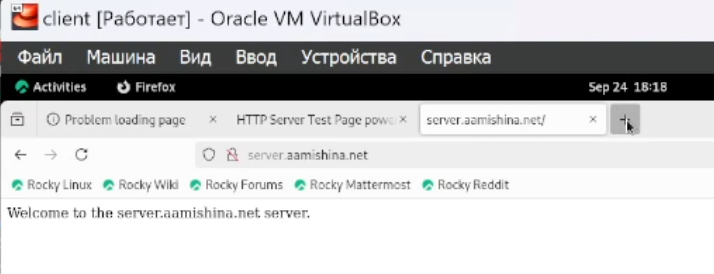 client [Работает] - Oracle VM VirtualBox
Файл Машина Вид Ввод Устройства Справка
Activities Firefox Sep 24 18:18
Problem loading page × HTTP Server Test Page powe × server.aamishina.net/ × +
server.aamishina.net
Rocky Linux Rocky Wiki Rocky Forums Rocky Mattermost Rocky Reddit
Welcome to the server.aamishina.net server.